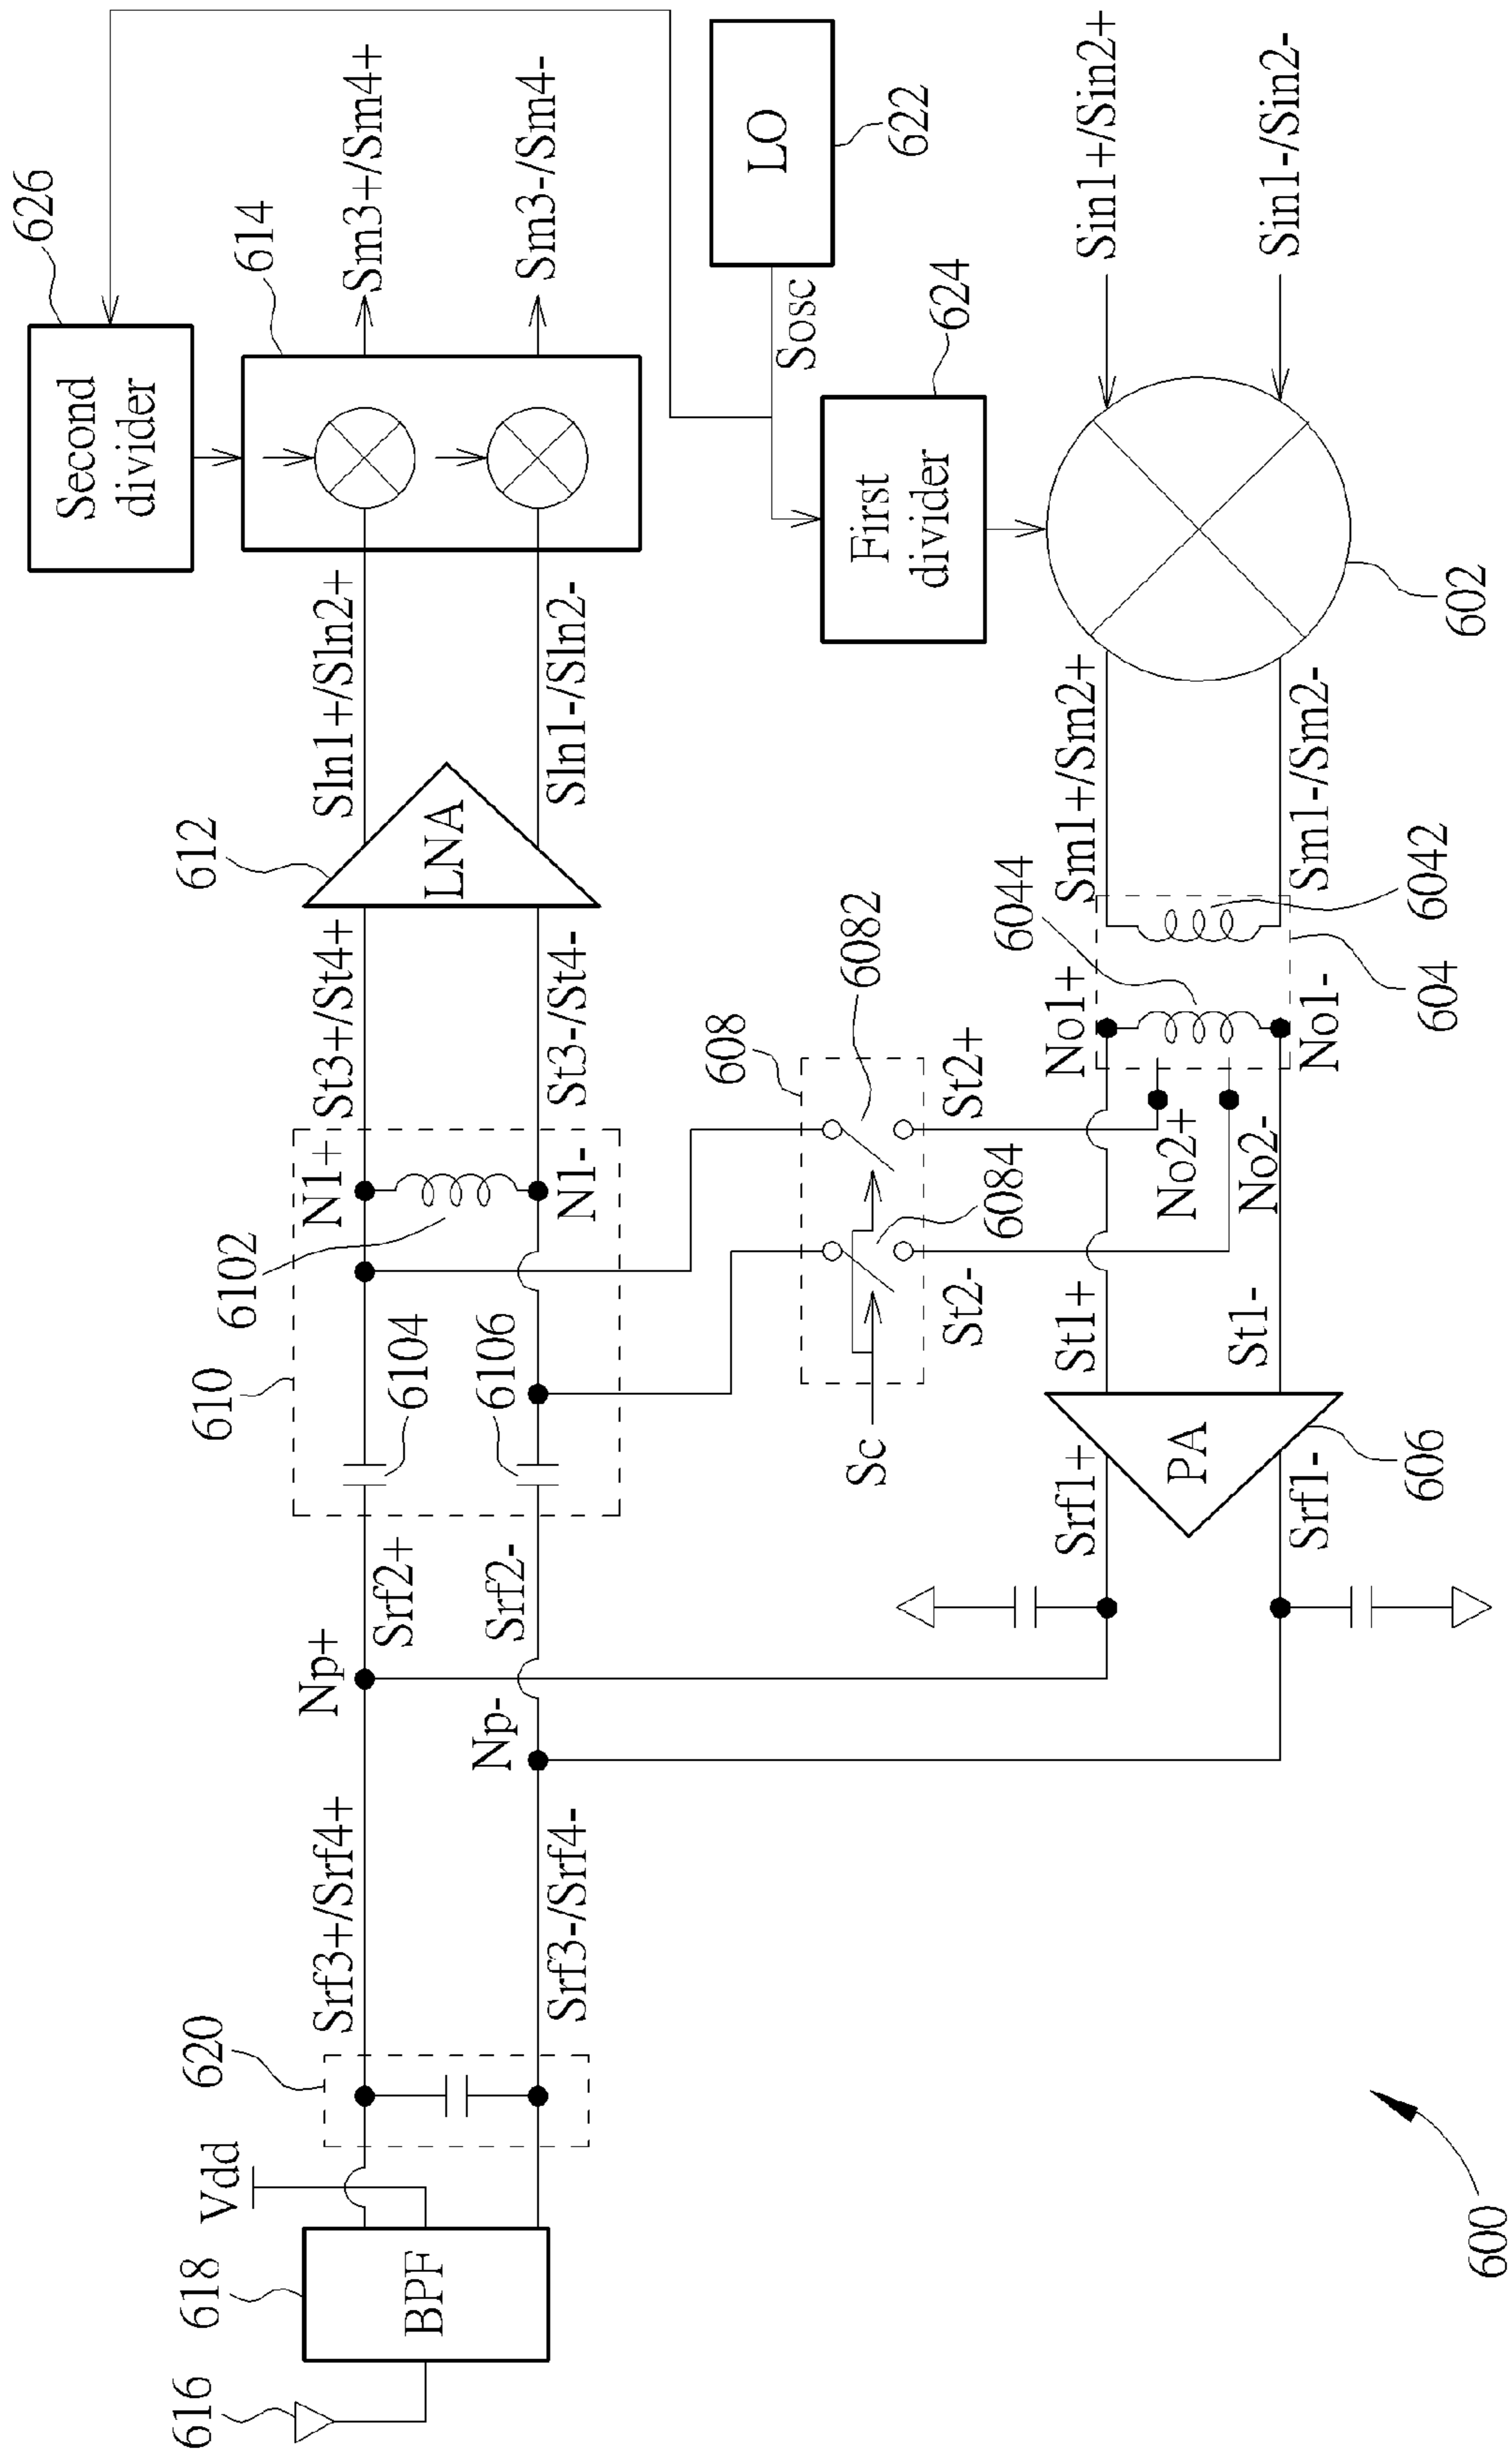 626
Second
divider
614
Sm3+/Sm4+
Sm3-/Sm4-
LO
622
Sosc
624
First
divider
Sin1+/Sin2+
Sin1-/Sin2-
602
Sln1+/Sln2+
Sln1-/Sln2-
612
LNA
St3+/St4+
St3-/St4-
Sm1+/Sm2+
Sm1-/Sm2-
6044
6042
604
No1+
No1-
No2+
No2-
608
6082
6084
St2+
St2-
Sc
N1+
N1-
6102
610
6104
6106
St1+
St1-
PA
606
Srf1+
Srf1-
Srf2+
Srf2-
Np+
Np-
Srf3+/Srf4+
Srf3-/Srf4-
620
Vdd
618
BPF
616
600